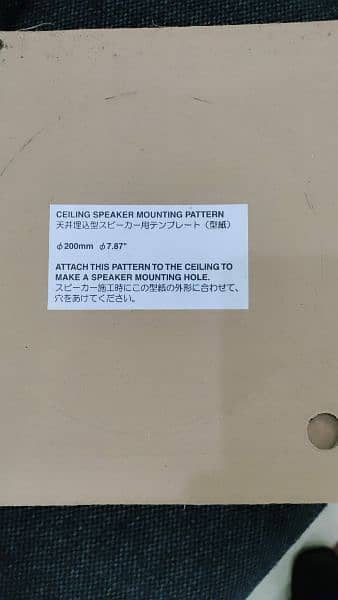 CEILING SPEAKER MOUNTING PATTERN
天井埋込型スピーカー用テンプレート（型紙）
φ200mm φ7.87"
ATTACH THIS PATTERN TO THE CEILING TO
MAKE A SPEAKER MOUNTING HOLE.
スピーカー施工時にこの型紙の外形に合わせて、
穴をあけてください。